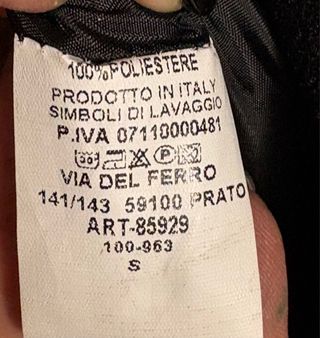 100%POLIESTERE
PRODOTTO IN ITALY
SIMBOLI DI LAVAGGIO
P.IVA 07110000481
VIA DEL FERRO
141/143 59100 PRATO
ART-85929
100-963
S